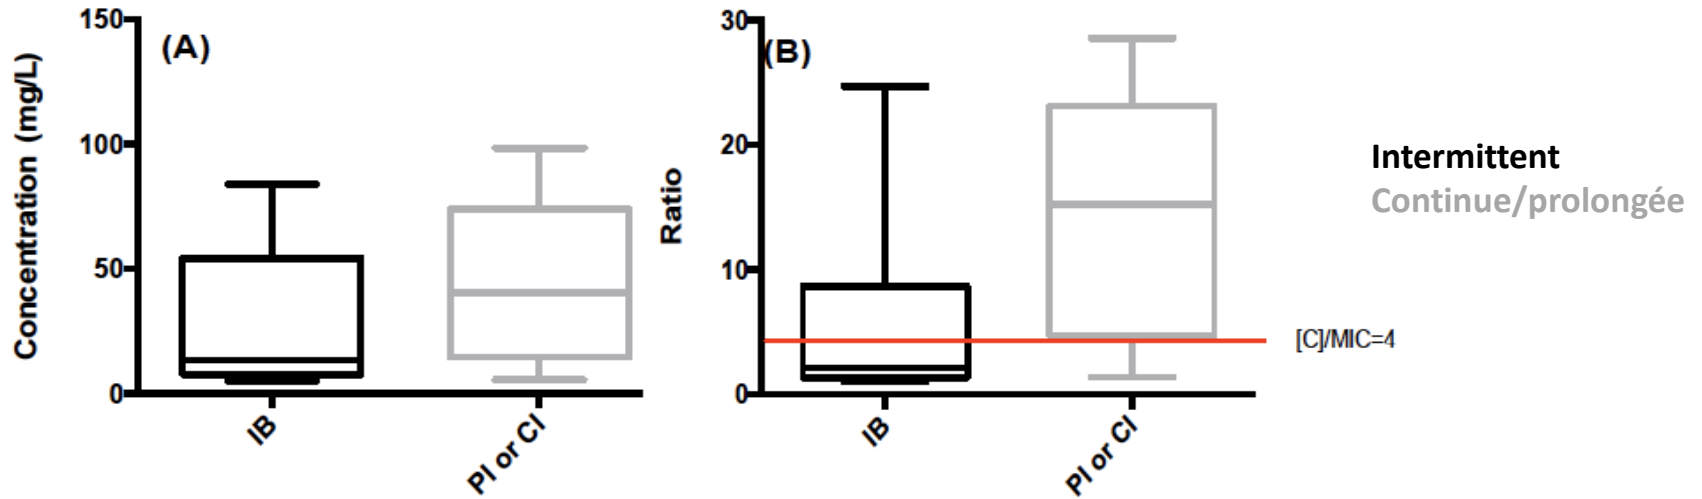 (A)
Concentration (mg/L)
150
100
50
0
IB
PI or CI
(B)
Ratio
30
20
10
0
IB
PI or CI
[C]/MIC=4
Intermittent
Continue/prolongée